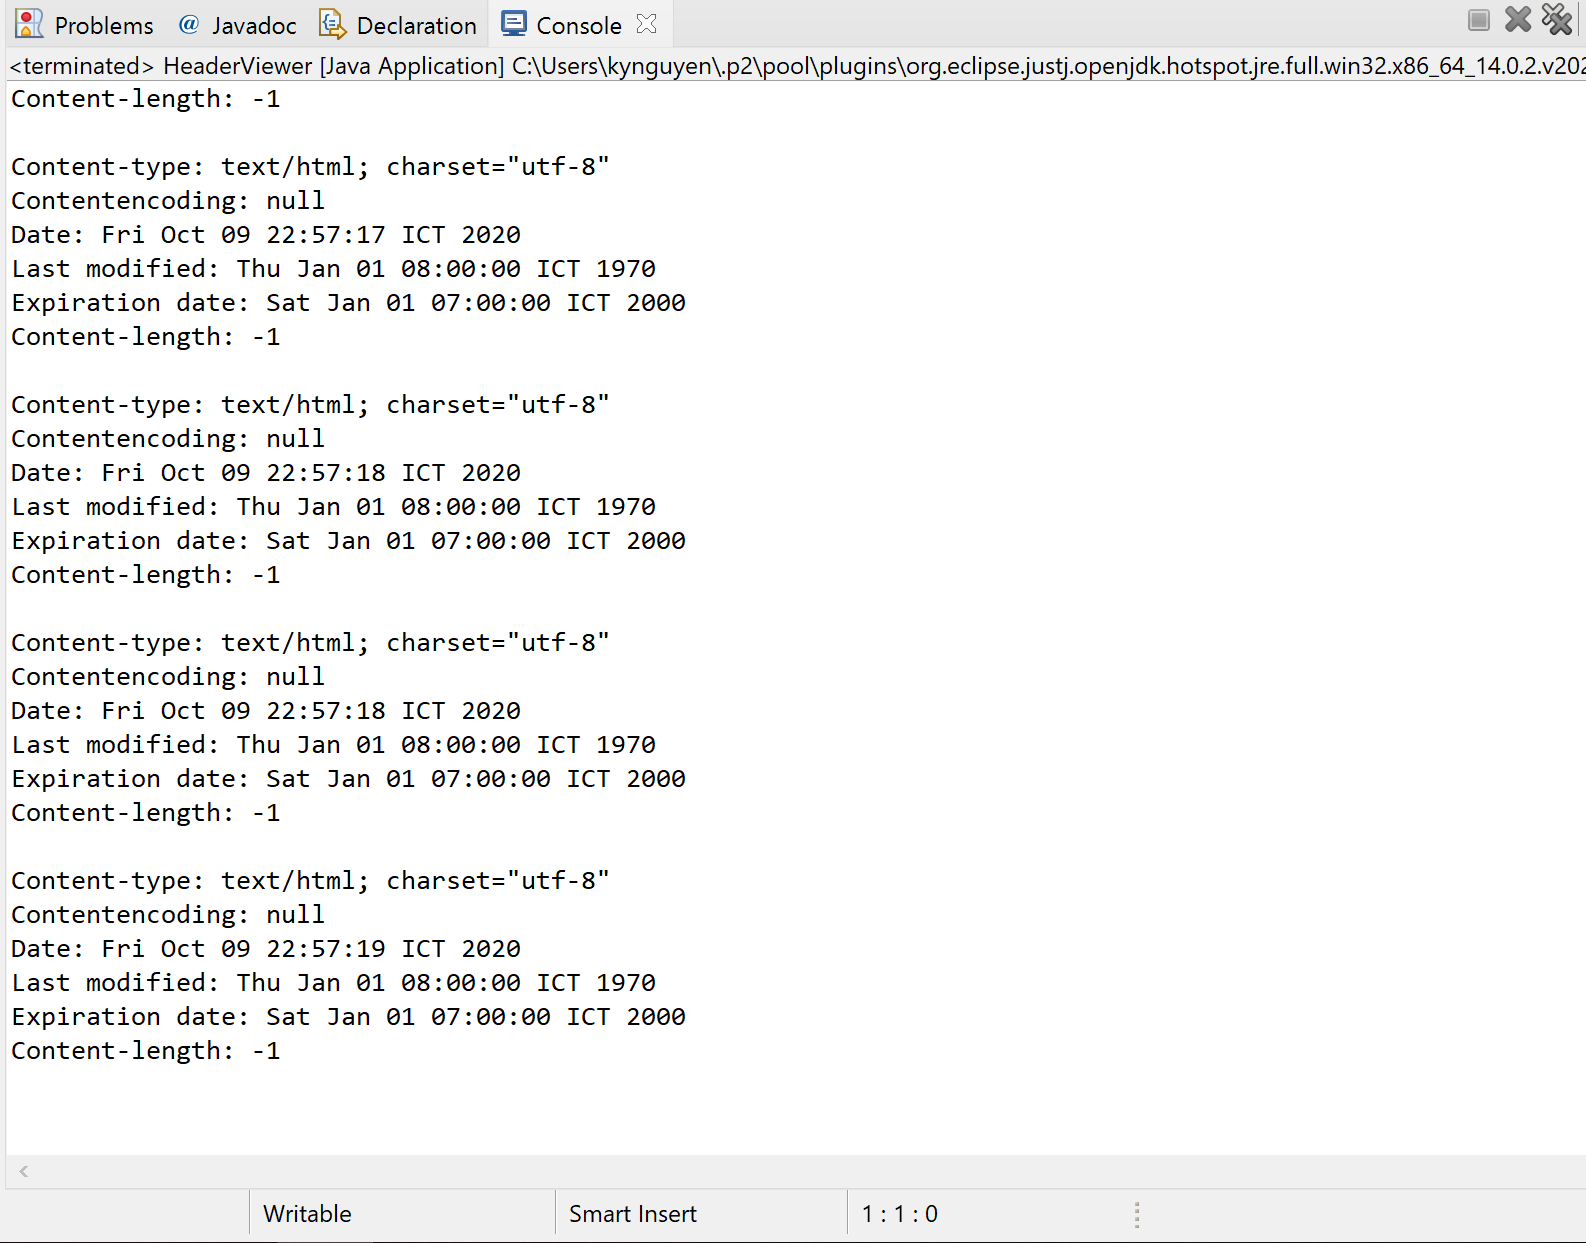 Problems @ Javadoc Declaration Console
<terminated> HeaderViewer [Java Application] C:\Users\kynguyen\.p2\pool\plugins\org.eclipse.justj.openjdk.hotspot.jre.full.win32.x86_64_14.0.2.v202
Content-length: -1
Content-type: text/html; charset="utf-8"
Contentencoding: null
Date: Fri Oct 09 22:57:17 ICT 2020
Last modified: Thu Jan 01 08:00:00 ICT 1970
Expiration date: Sat Jan 01 07:00:00 ICT 2000
Content-length: -1
Content-type: text/html; charset="utf-8"
Contentencoding: null
Date: Fri Oct 09 22:57:18 ICT 2020
Last modified: Thu Jan 01 08:00:00 ICT 1970
Expiration date: Sat Jan 01 07:00:00 ICT 2000
Content-length: -1
Content-type: text/html; charset="utf-8"
Contentencoding: null
Date: Fri Oct 09 22:57:18 ICT 2020
Last modified: Thu Jan 01 08:00:00 ICT 1970
Expiration date: Sat Jan 01 07:00:00 ICT 2000
Content-length: -1
Content-type: text/html; charset="utf-8"
Contentencoding: null
Date: Fri Oct 09 22:57:19 ICT 2020
Last modified: Thu Jan 01 08:00:00 ICT 1970
Expiration date: Sat Jan 01 07:00:00 ICT 2000
Content-length: -1
Writable Smart Insert 1 : 1 : 0